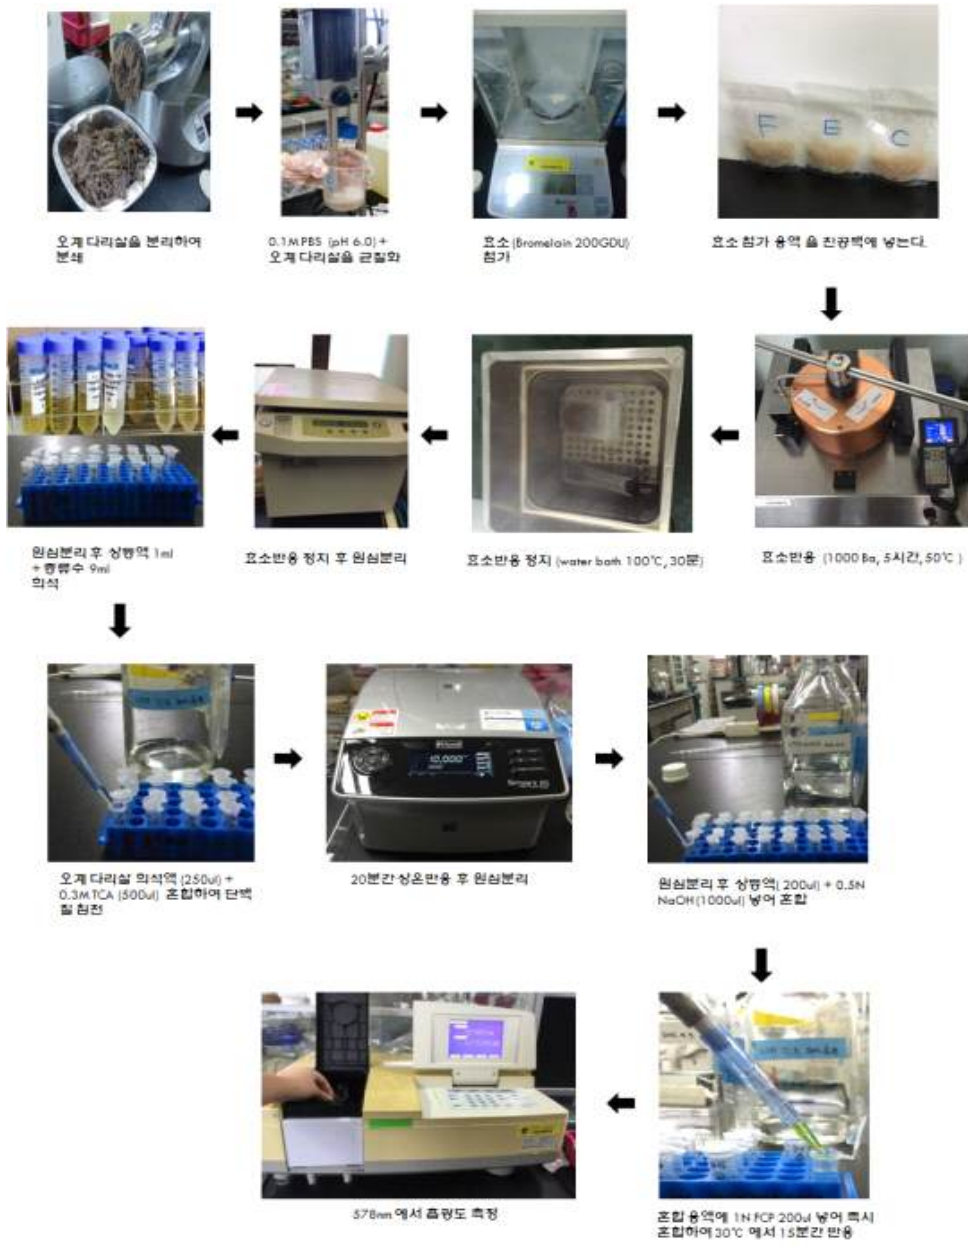 오계 다리살을 분리하여
분쇄
0.1M PBS (pH 6.0) +
오계 다리살을 균질화
효소 (Bromelain 200GDU)
첨가
효소 첨가 용액 을 진공백에 넣는다.
F E C
효소반응 (1000 Ba, 5시간, 50℃ )
효소반응 정지 (water bath 100℃, 30분)
효소반응 정지 후 원심분리
원심분리 후 상등액 1ml
+ 증류수 9ml
희석
오계 다리살 희석액 (250ul) +
0.3M TCA (500ul) 혼합하여 단백
질 침전
10,000
20분간 상온반응 후 원심분리
원심분리 후 상등액( 200ul) + 0.5N
NaOH (1000ul) 넣어 혼합
혼합 용액에 1N FCP 200ul 넣어 즉시
혼합하여 30℃ 에서 15분간 반응
578nm 에서 흡광도 측정